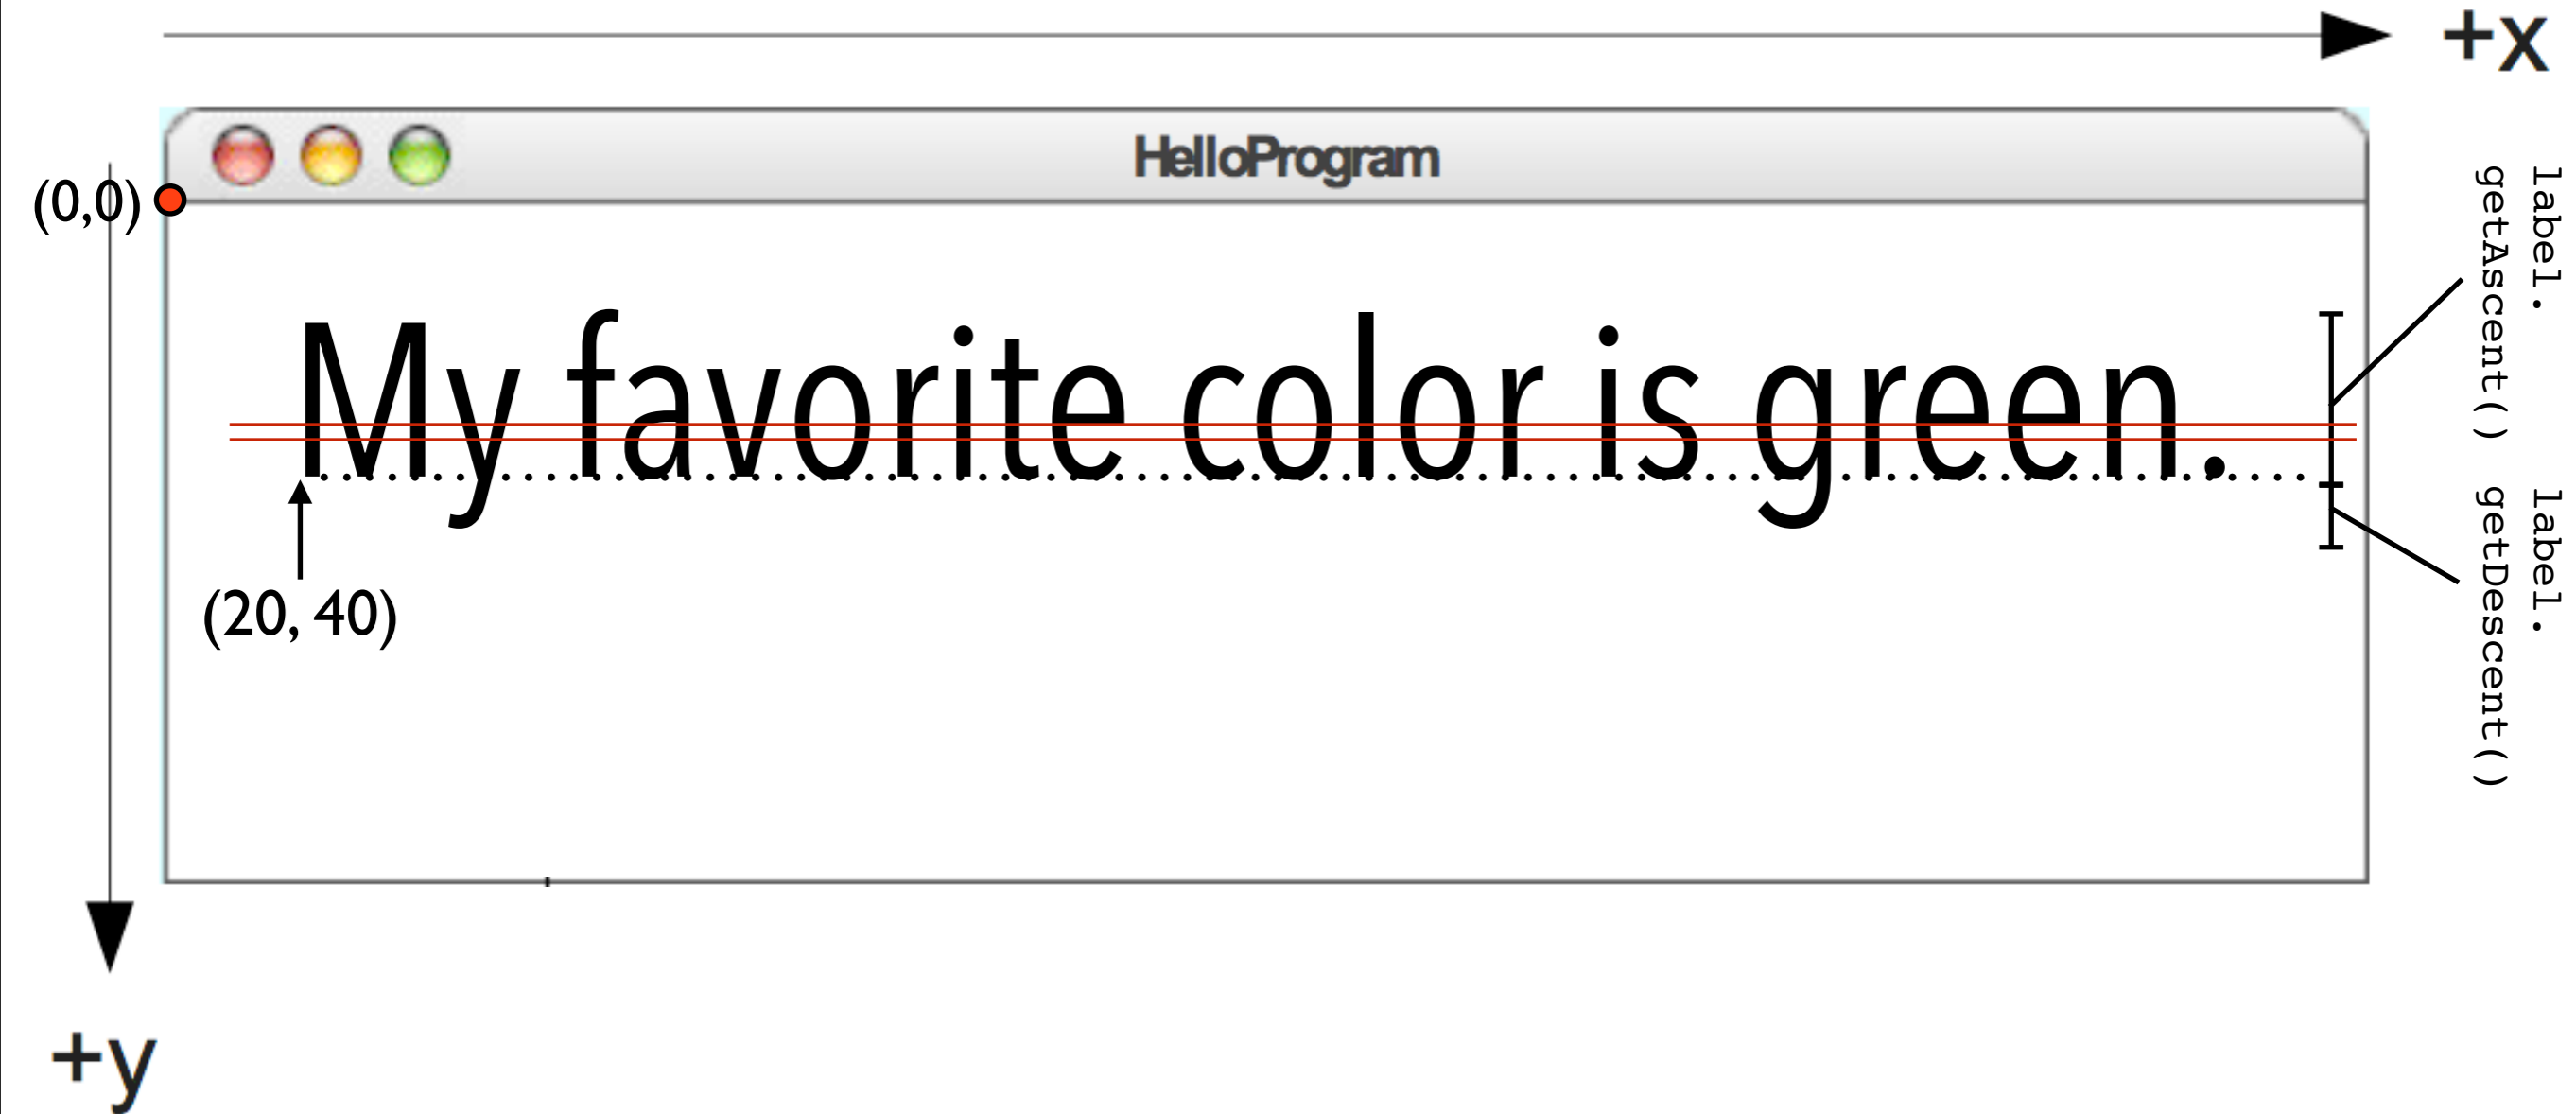 +x
HelloProgram
(0,0)
My favorite color is green.
(20, 40)
label.
getAscent()
label.
getDescent()
+y